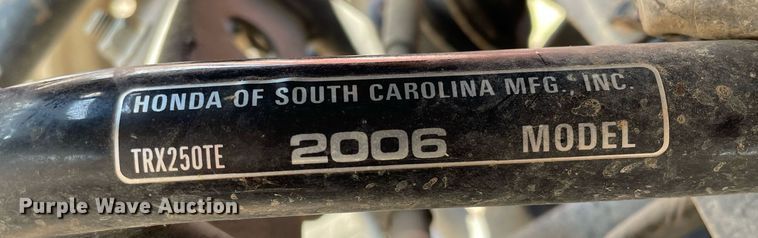 HONDA OF SOUTH CAROLINA MFG., INC.
TRX250TE 2006 MODEL
Purple Wave Auction